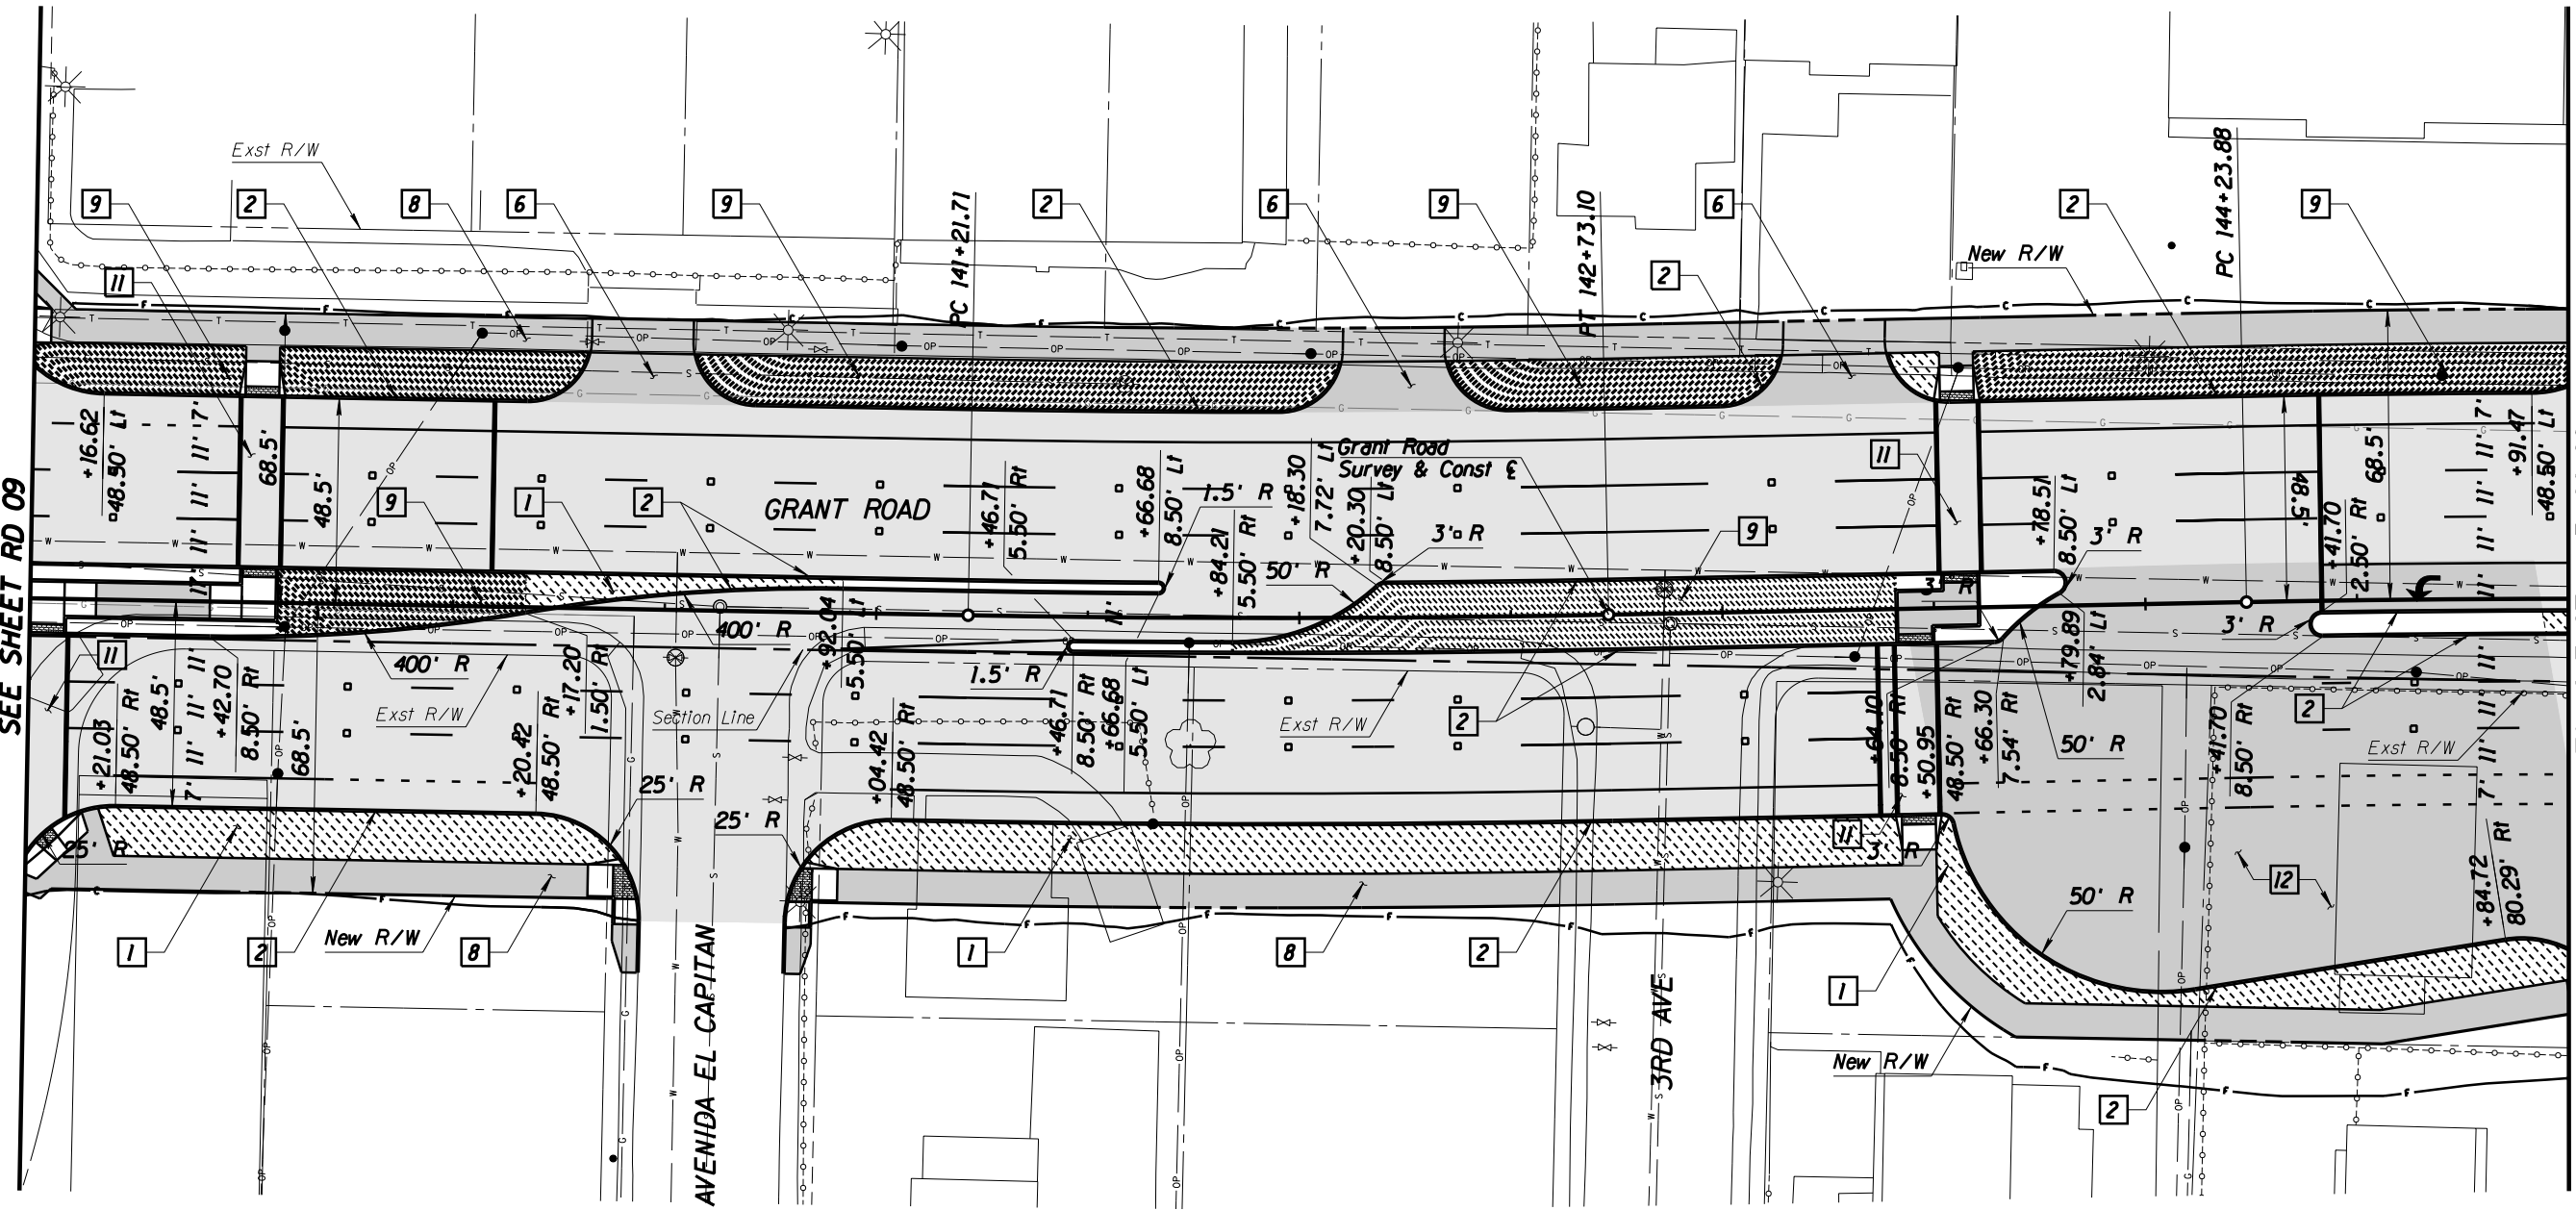 Exst R/W
9
2
8
6
9
PC 141+21.71
2
6
9
PT 142+73.10
6
2
9
PC 144+23.88
11
2
New R/W
+16.62
48.50' Lt
11' 11' 11' 7'
68.5'
48.5'
9
1
2
GRANT ROAD
+46.71
5.50' Rt
+66.68
8.50' Lt
1.5' R
+84.21
5.50' Rt
+18.30
7.72' Lt
Grant Road
Survey & Const ℄
+20.30
8.50' Lt
50' R
3' R
9
11
+78.51
8.50' Lt
3' R
48.5'
+41.70
2.50' Rt
68.5'
11' 11' 11' 7'
+91.47
48.50' Lt
SEE SHEET RD 09
11
400' R
400' R
+92.04
5.50' Lt
11'
1.5' R
3' R
+79.89
2.84' Lt
3' R
+21.03
48.50' Rt
48.5'
7' 11' 11' 11'
+42.70
8.50' Rt
68.5'
Exst R/W
+20.42
48.50' Rt
+17.20
1.50' Rt
Section Line
25' R
25' R
+04.42
48.50' Rt
+46.71
8.50' Rt
+66.68
5.50' Lt
Exst R/W
2
+64.10
8.50' Rt
+50.95
48.50' Rt
+66.30
7.54' Rt
50' R
+41.70
8.50' Rt
2
Exst R/W
7' 11' 11' 11'
25' R
11
3' R
12
+84.72
80.29' Rt
50' R
1
2
New R/W
8
AVENIDA EL CAPITAN
1
8
2
3RD AVE
1
New R/W
2